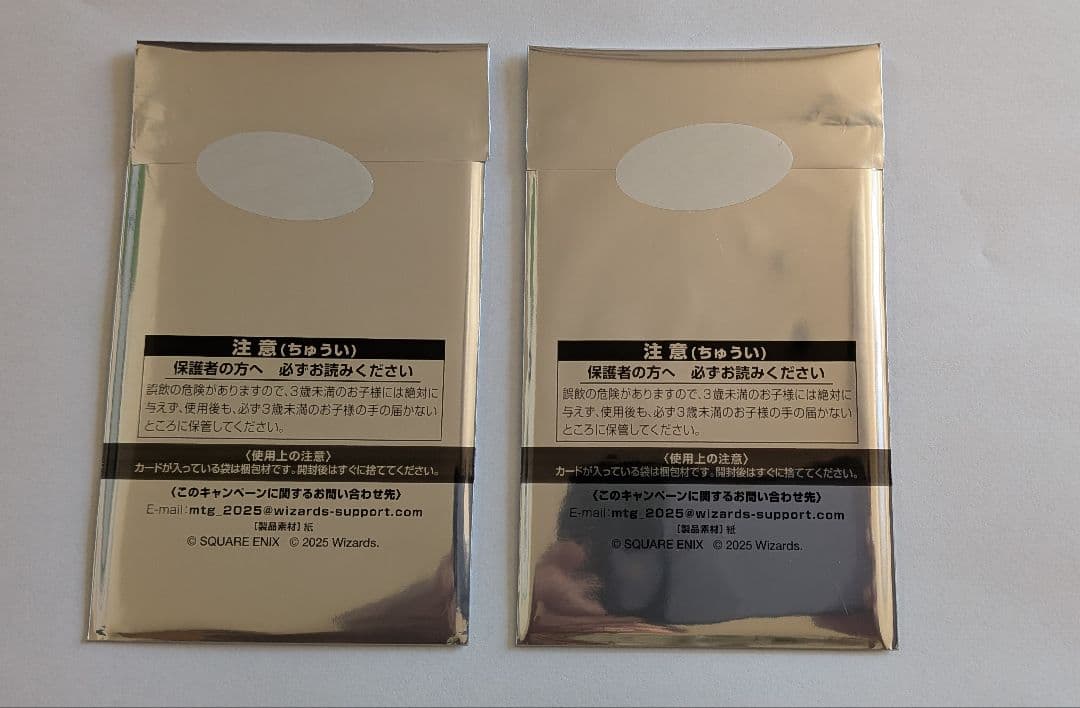 注意(ちゅうい)
保護者の方へ 必ずお読みください
誤飲の危険がありますので、3歳未満のお子様には絶対に
与えず、使用後も、必ず3歳未満のお子様の手の届かない
ところに保管してください。
〈使用上の注意〉
カードが入っている袋は梱包材です。開封後はすぐに捨ててください。
〈このキャンペーンに関するお問い合わせ先〉
E-mail:mtg_2025@wizards-support.com
[製品素材]紙
© SQUARE ENIX © 2025 Wizards.
注意(ちゅうい)
保護者の方へ 必ずお読みください
誤飲の危険がありますので、3歳未満のお子様には絶対に
与えず、使用後も、必ず3歳未満のお子様の手の届かない
ところに保管してください。
〈使用上の注意〉
カードが入っている袋は梱包材です。開封後はすぐに捨ててください。
〈このキャンペーンに関するお問い合わせ先〉
E-mail:mtg_2025@wizards-support.com
[製品素材]紙
© SQUARE ENIX © 2025 Wizards.